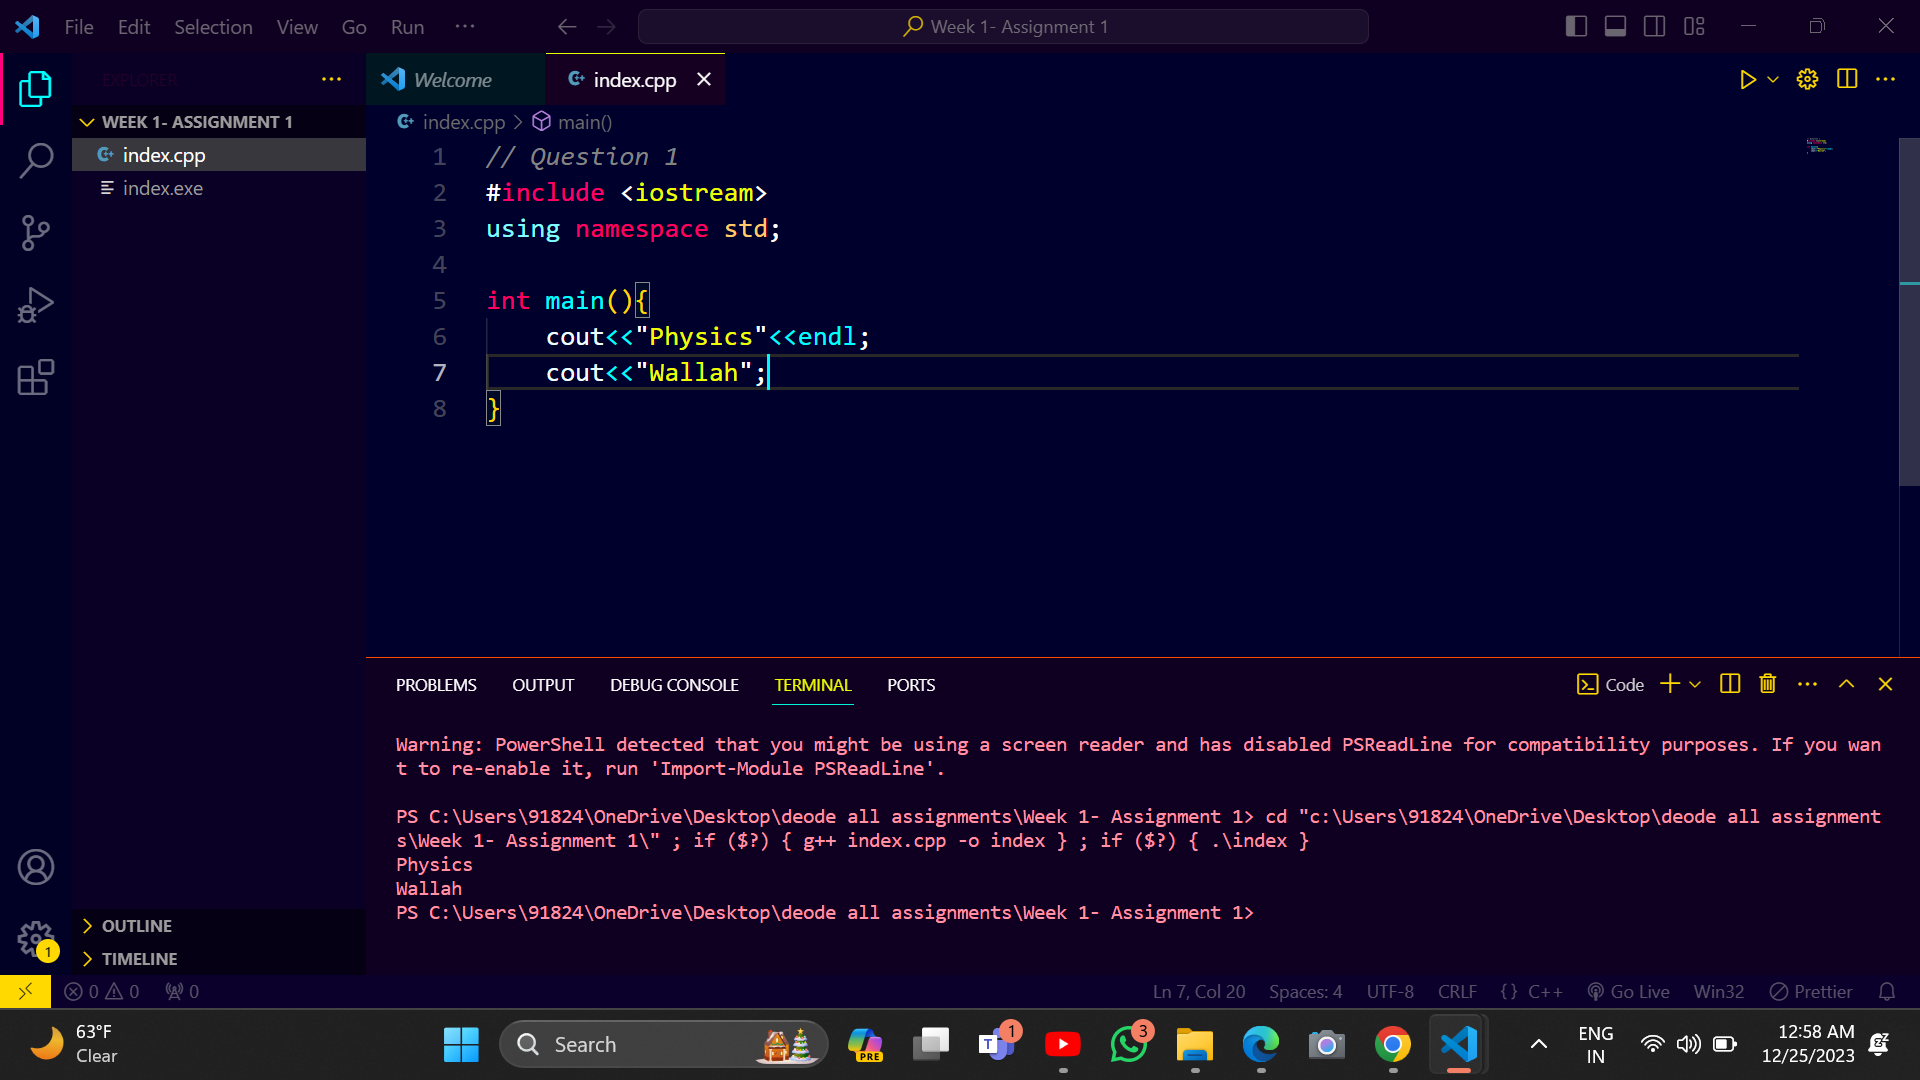 File Edit Selection View Go Run ··· Week 1- Assignment 1
EXPLORER ···
Welcome index.cpp
WEEK 1- ASSIGNMENT 1
index.cpp
index.exe
index.cpp > main()
1 // Question 1
2 #include <iostream>
3 using namespace std;
4
5 int main(){
6 cout<<"Physics"<<endl;
7 cout<<"Wallah";
8 }
PROBLEMS OUTPUT DEBUG CONSOLE TERMINAL PORTS Code
Warning: PowerShell detected that you might be using a screen reader and has disabled PSReadLine for compatibility purposes. If you wan
t to re-enable it, run 'Import-Module PSReadLine'.
PS C:\Users\91824\OneDrive\Desktop\deode all assignments\Week 1- Assignment 1> cd "c:\Users\91824\OneDrive\Desktop\deode all assignment
s\Week 1- Assignment 1\" ; if ($?) { g++ index.cpp -o index } ; if ($?) { .\index }
Physics
Wallah
PS C:\Users\91824\OneDrive\Desktop\deode all assignments\Week 1- Assignment 1>
OUTLINE
TIMELINE
1
0 0 0 Ln 7, Col 20 Spaces: 4 UTF-8 CRLF {} C++ Go Live Win32 Prettier
63°F
Clear
Search
PRE
T
1
3
ENG
IN
12:58 AM
12/25/2023